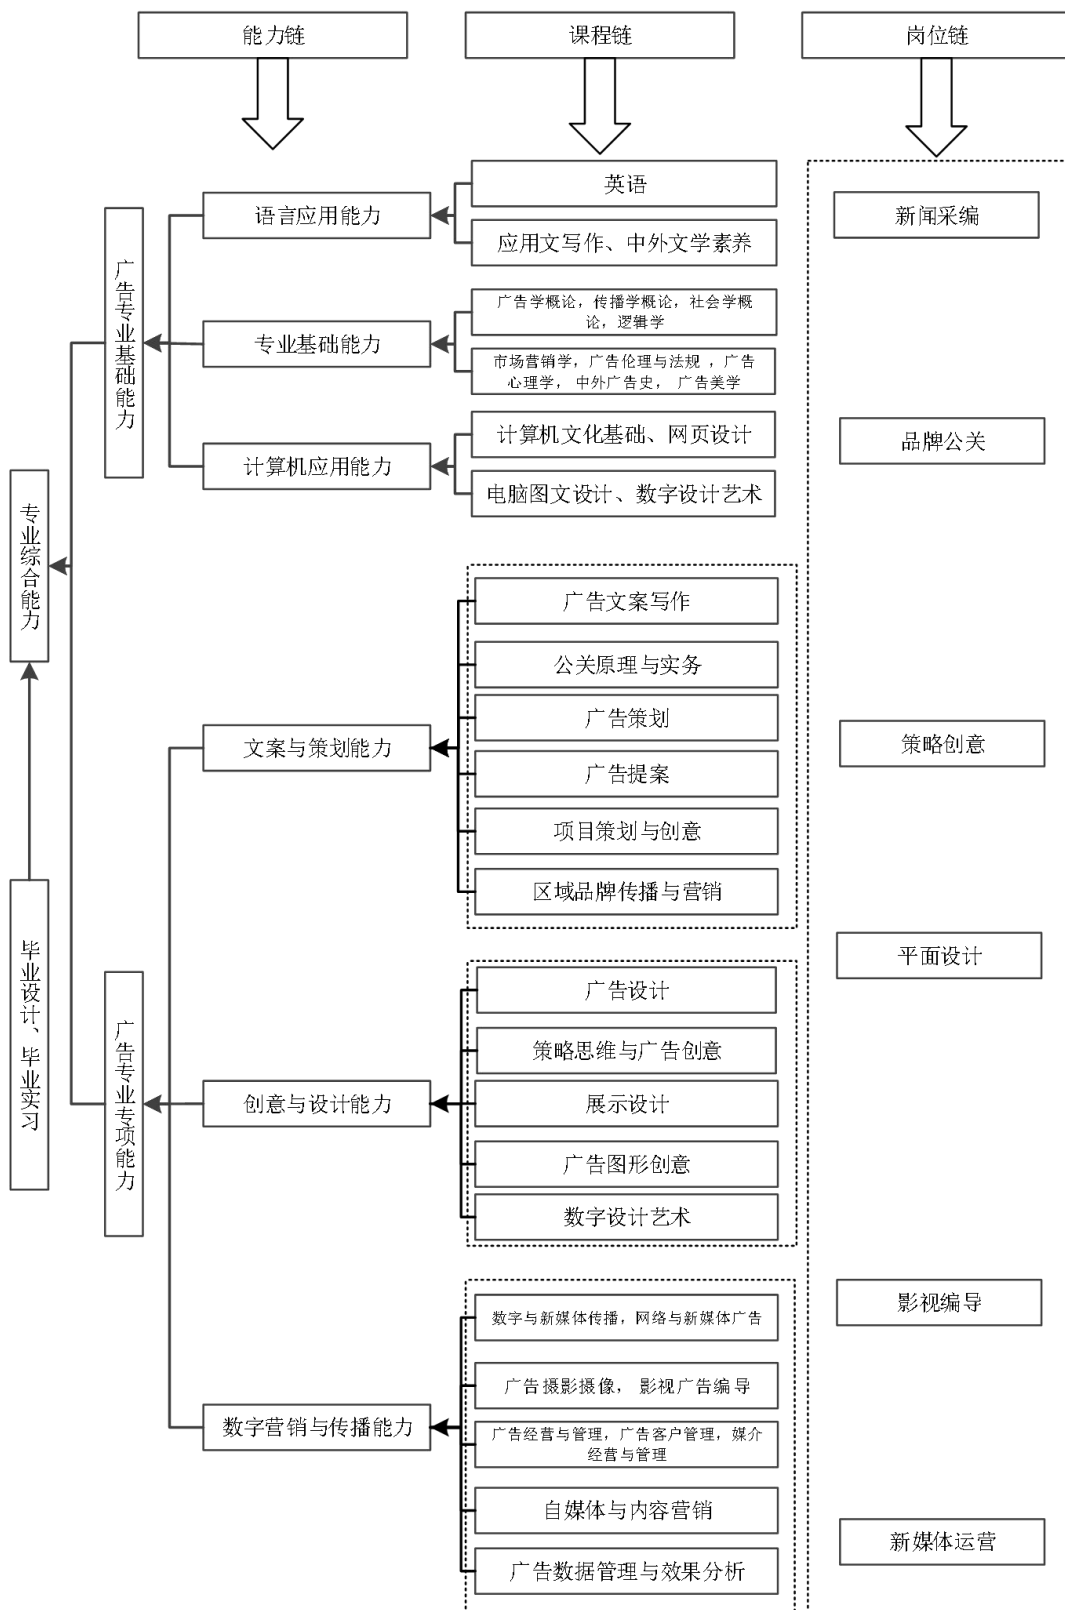 能力链
课程链
岗位链
英语
语言应用能力
新闻采编
应用文写作、中外文学素养
广告专业基础能力
广告学概论，传播学概论，社会学概
论，逻辑学
专业基础能力
市场营销学，广告伦理与法规 ，广告
心理学， 中外广告史， 广告美学
计算机文化基础、网页设计
品牌公关
计算机应用能力
电脑图文设计、数字设计艺术
专业综合能力
广告文案写作
公关原理与实务
广告策划
文案与策划能力
策略创意
广告提案
项目策划与创意
区域品牌传播与营销
毕业设计、毕业实习
平面设计
广告专业专项能力
广告设计
策略思维与广告创意
创意与设计能力
展示设计
广告图形创意
数字设计艺术
影视编导
数字与新媒体传播，网络与新媒体广告
广告摄影摄像， 影视广告编导
数字营销与传播能力
广告经营与管理，广告客户管理，媒介
经营与管理
自媒体与内容营销
新媒体运营
广告数据管理与效果分析